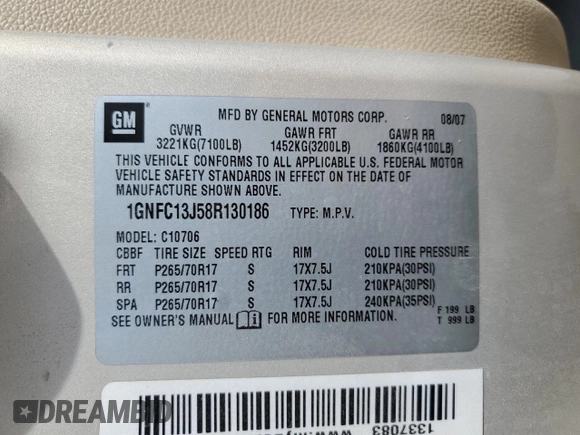 GM
MFD BY GENERAL MOTORS CORP. 08/07
GVWR GAWR FRT GAWR RR
3221KG(7100LB) 1452KG(3200LB) 1860KG(4100LB)
THIS VEHICLE CONFORMS TO ALL APPLICABLE U.S. FEDERAL MOTOR
VEHICLE SAFETY STANDARDS IN EFFECT ON THE DATE OF
MANUFACTURE SHOWN ABOVE.
1GNFC13J58R130186 TYPE: M.P.V.
MODEL: C10706
CBBF TIRE SIZE SPEED RTG RIM COLD TIRE PRESSURE
FRT P265/70R17 S 17X7.5J 210KPA(30PSI)
RR P265/70R17 S 17X7.5J 210KPA(30PSI)
SPA P265/70R17 S 17X7.5J 240KPA(35PSI)
SEE OWNER'S MANUAL FOR MORE INFORMATION.
F 199 LB
T 999 LB
1337083
DREAMBID